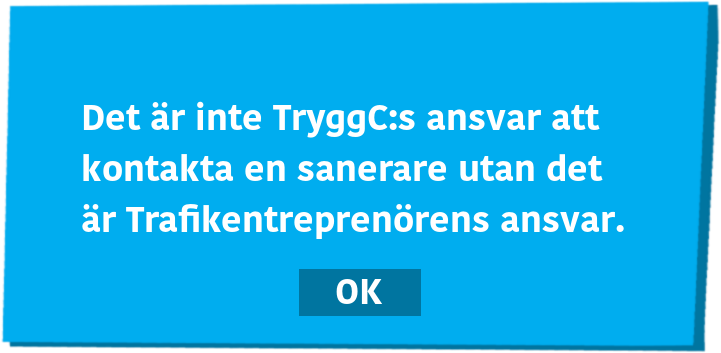 Det är inte TryggC:s ansvar att
kontakta en sanerare utan det
är Trafikentreprenörens ansvar.
OK